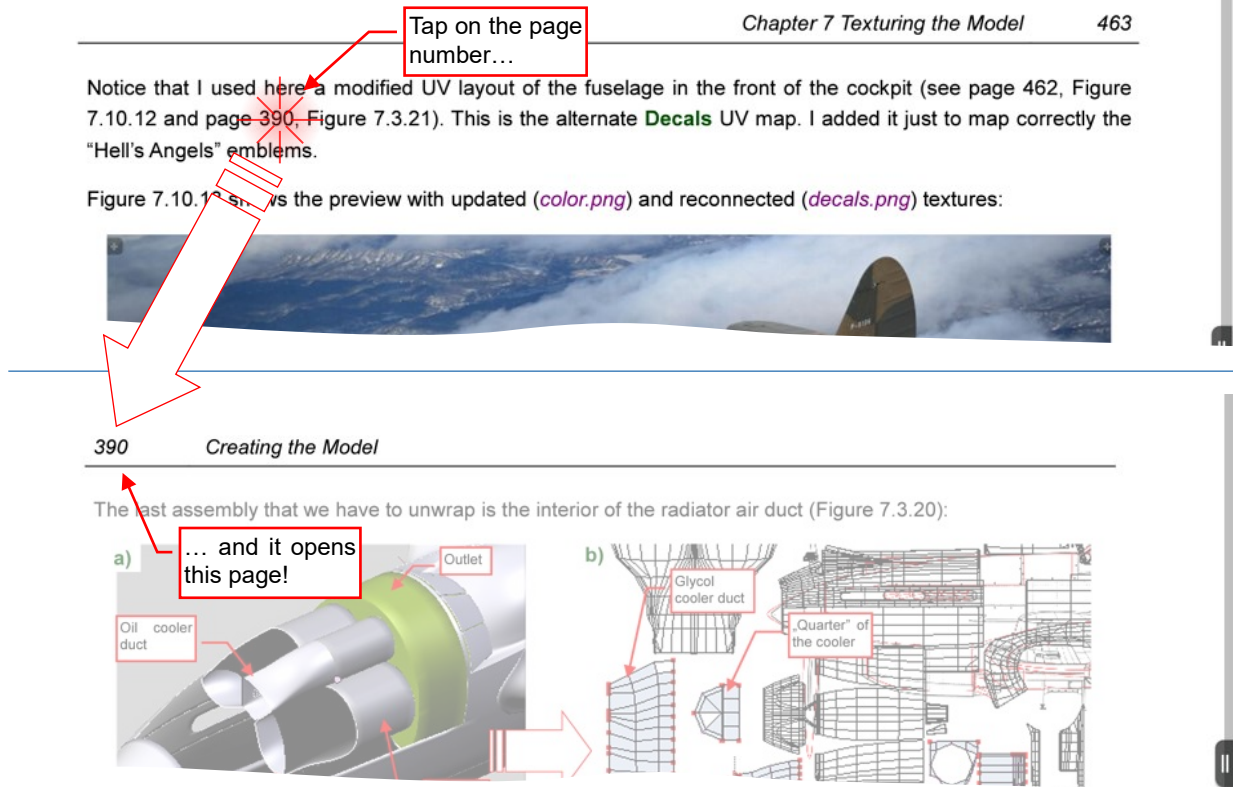 Tap on the page
number…
Chapter 7 Texturing the Model 463
Notice that I used here a modified UV layout of the fuselage in the front of the cockpit (see page 462, Figure
7.10.12 and page 390, Figure 7.3.21). This is the alternate Decals UV map. I added it just to map correctly the
“Hell’s Angels” emblems.
the preview with updated (color.png) and reconnected (decals.png) textures:
390 Creating the Model
The last assembly that we have to unwrap is the interior of the radiator air duct (Figure 7.3.20):
… and it opens
this page!
a)
Outlet
Oil cooler
duct
b)
Glycol
cooler duct
„Quarter” of
the cooler